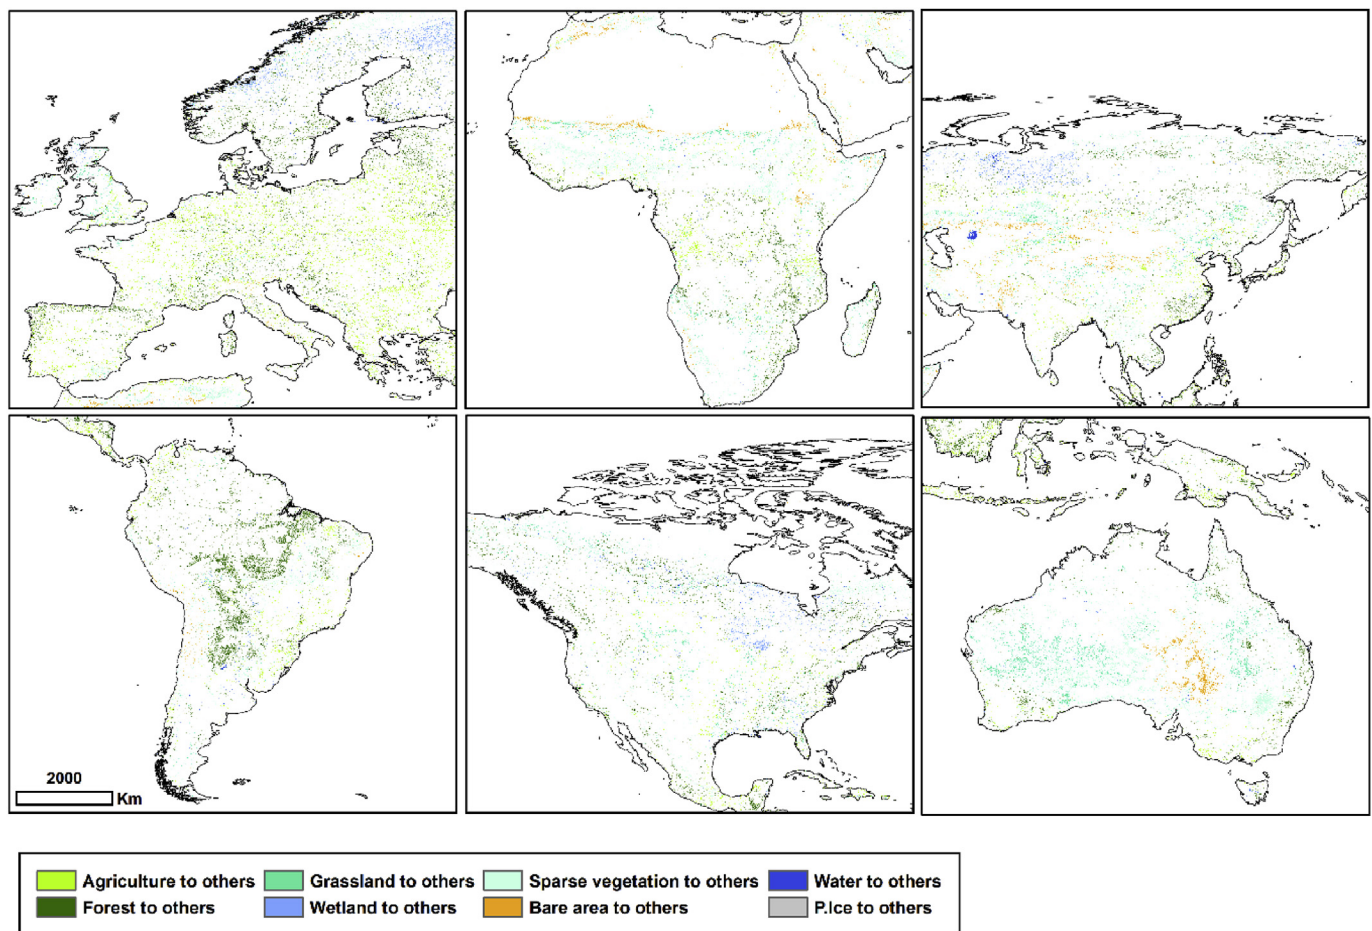 2000
Km
Agriculture to others Grassland to others Sparse vegetation to others Water to others
Forest to others Wetland to others Bare area to others P.Ice to others